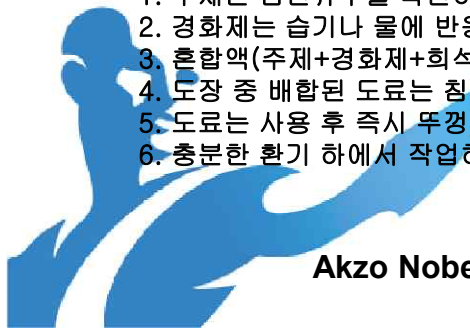 2. 경화제는 습기나 물에 반응
3. 혼합액(주제+경화제+희석
4. 도장 중 배합된 도료는 침
5. 도료는 사용 후 즉시 뚜껑
6. 충분한 환기 하에서 작업하
Akzo Nobe